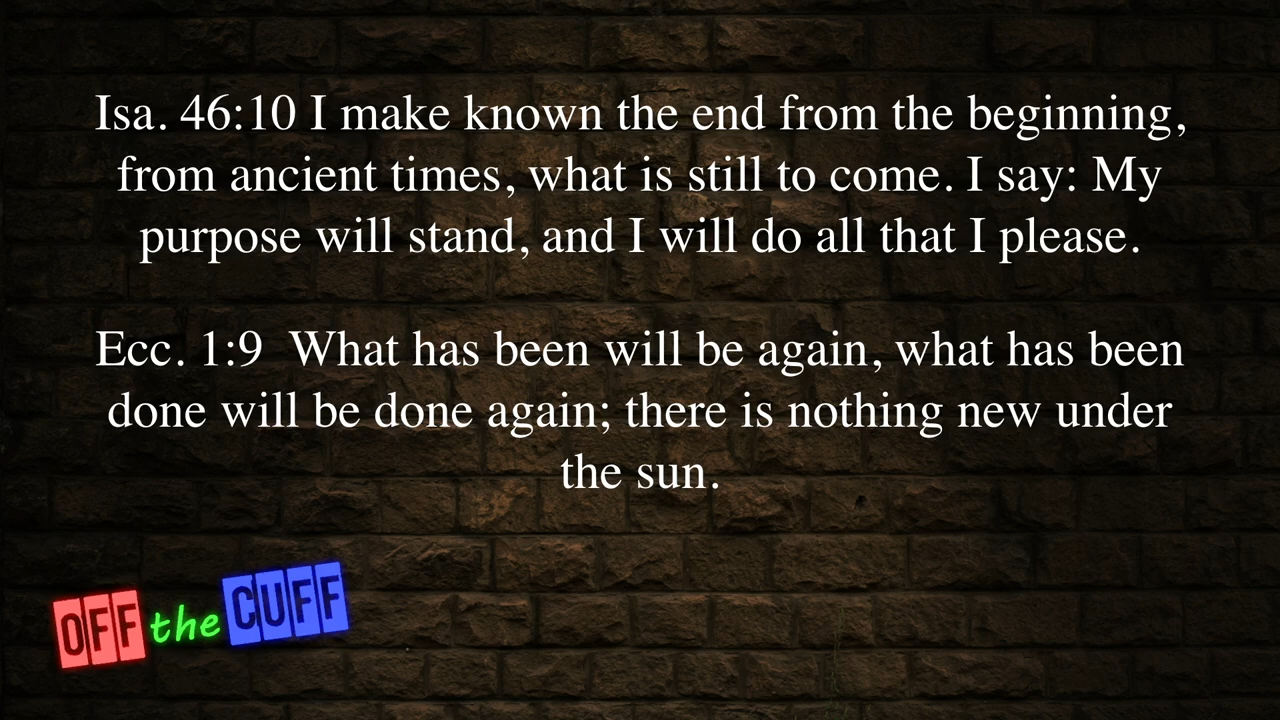 Isa. 46:10 I make known the end from the beginning,
from ancient times, what is still to come. I say: My
purpose will stand, and I will do all that I please.
Ecc. 1:9  What has been will be again, what has been
done will be done again; there is nothing new under
the sun.
OFF the CUFF